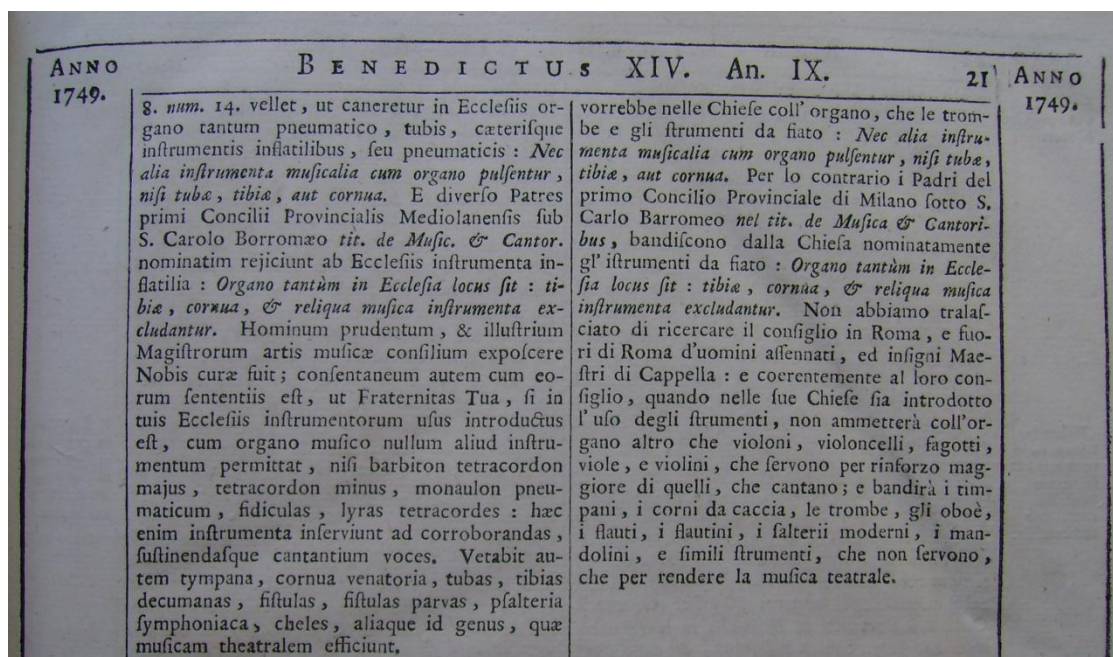 ANNO
1749.
BENEDICTUS XIV. An. IX.
21
ANNO
1749.
8. num. 14. vellet, ut caneretur in Eccleſiis or-
gano tantum pneumatico, tubis, cæteriſque
inſtrumentis inflatilibus, ſeu pneumaticis: Nec
alia inſtrumenta muſicalia cum organo pulſentur,
niſi tubæ, tibiæ, aut cornua. E diverſo Patres
primi Concilii Provincialis Mediolanenſis ſub
S. Carolo Borromæo tit. de Muſic. & Cantor.
nominatim rejiciunt ab Eccleſiis inſtrumenta in-
flatilia: Organo tantùm in Eccleſia locus ſit: ti-
biæ, cornua, & reliqua muſica inſtrumenta ex-
cludantur. Hominum prudentum, & illuſtrium
Magiſtrorum artis muſicæ conſilium expoſcere
Nobis curæ fuit; conſentaneum autem cum eo-
rum ſententiis eſt, ut Fraternitas Tua, ſi in
tuis Eccleſiis inſtrumentorum uſus introductus
eſt, cum organo muſico nullum aliud inſtru-
mentum permittat, niſi barbiton tetracordon
majus, tetracordon minus, monaulon pneu-
maticum, fidiculas, lyras tetracordes: hæc
enim inſtrumenta inſerviunt ad corroborandas,
ſuſtinendaſque cantantium voces. Vetabit au-
tem tympana, cornua venatoria, tubas, tibias
decumanas, fiſtulas, fiſtulas parvas, pſalteria
ſymphoniaca, cheles, aliaque id genus, quæ
muſicam theatralem efficiunt.
vorrebbe nelle Chieſe coll' organo, che le trom-
be e gli ſtrumenti da fiato: Nec alia inſtru-
menta muſicalia cum organo pulſentur, niſi tubæ,
tibiæ, aut cornua. Per lo contrario i Padri del
primo Concilio Provinciale di Milano ſotto S.
Carlo Barromeo nel tit. de Muſica & Cantori-
bus, bandiſcono dalla Chieſa nominatamente
gl' iſtrumenti da fiato: Organo tantùm in Eccle-
ſia locus ſit: tibiæ, cornua, & reliqua muſica
inſtrumenta excludantur. Non abbiamo tralaſ-
ciato di ricercare il conſiglio in Roma, e fuo-
ri di Roma d'uomini aſſennati, ed inſigni Mae-
ſtri di Cappella: e coerentemente al loro con-
ſiglio, quando nelle ſue Chieſe ſia introdotto
l' uſo degli ſtrumenti, non ammetterà coll'or-
gano altro che violoni, violoncelli, fagotti,
viole, e violini, che ſervono per rinforzo mag-
giore di quelli, che cantano; e bandirà i tim-
pani, i corni da caccia, le trombe, gli oboè,
i flauti, i flautini, i ſalterii moderni, i man-
dolini, e ſimili ſtrumenti, che non ſervono,
che per rendere la muſica teatrale.